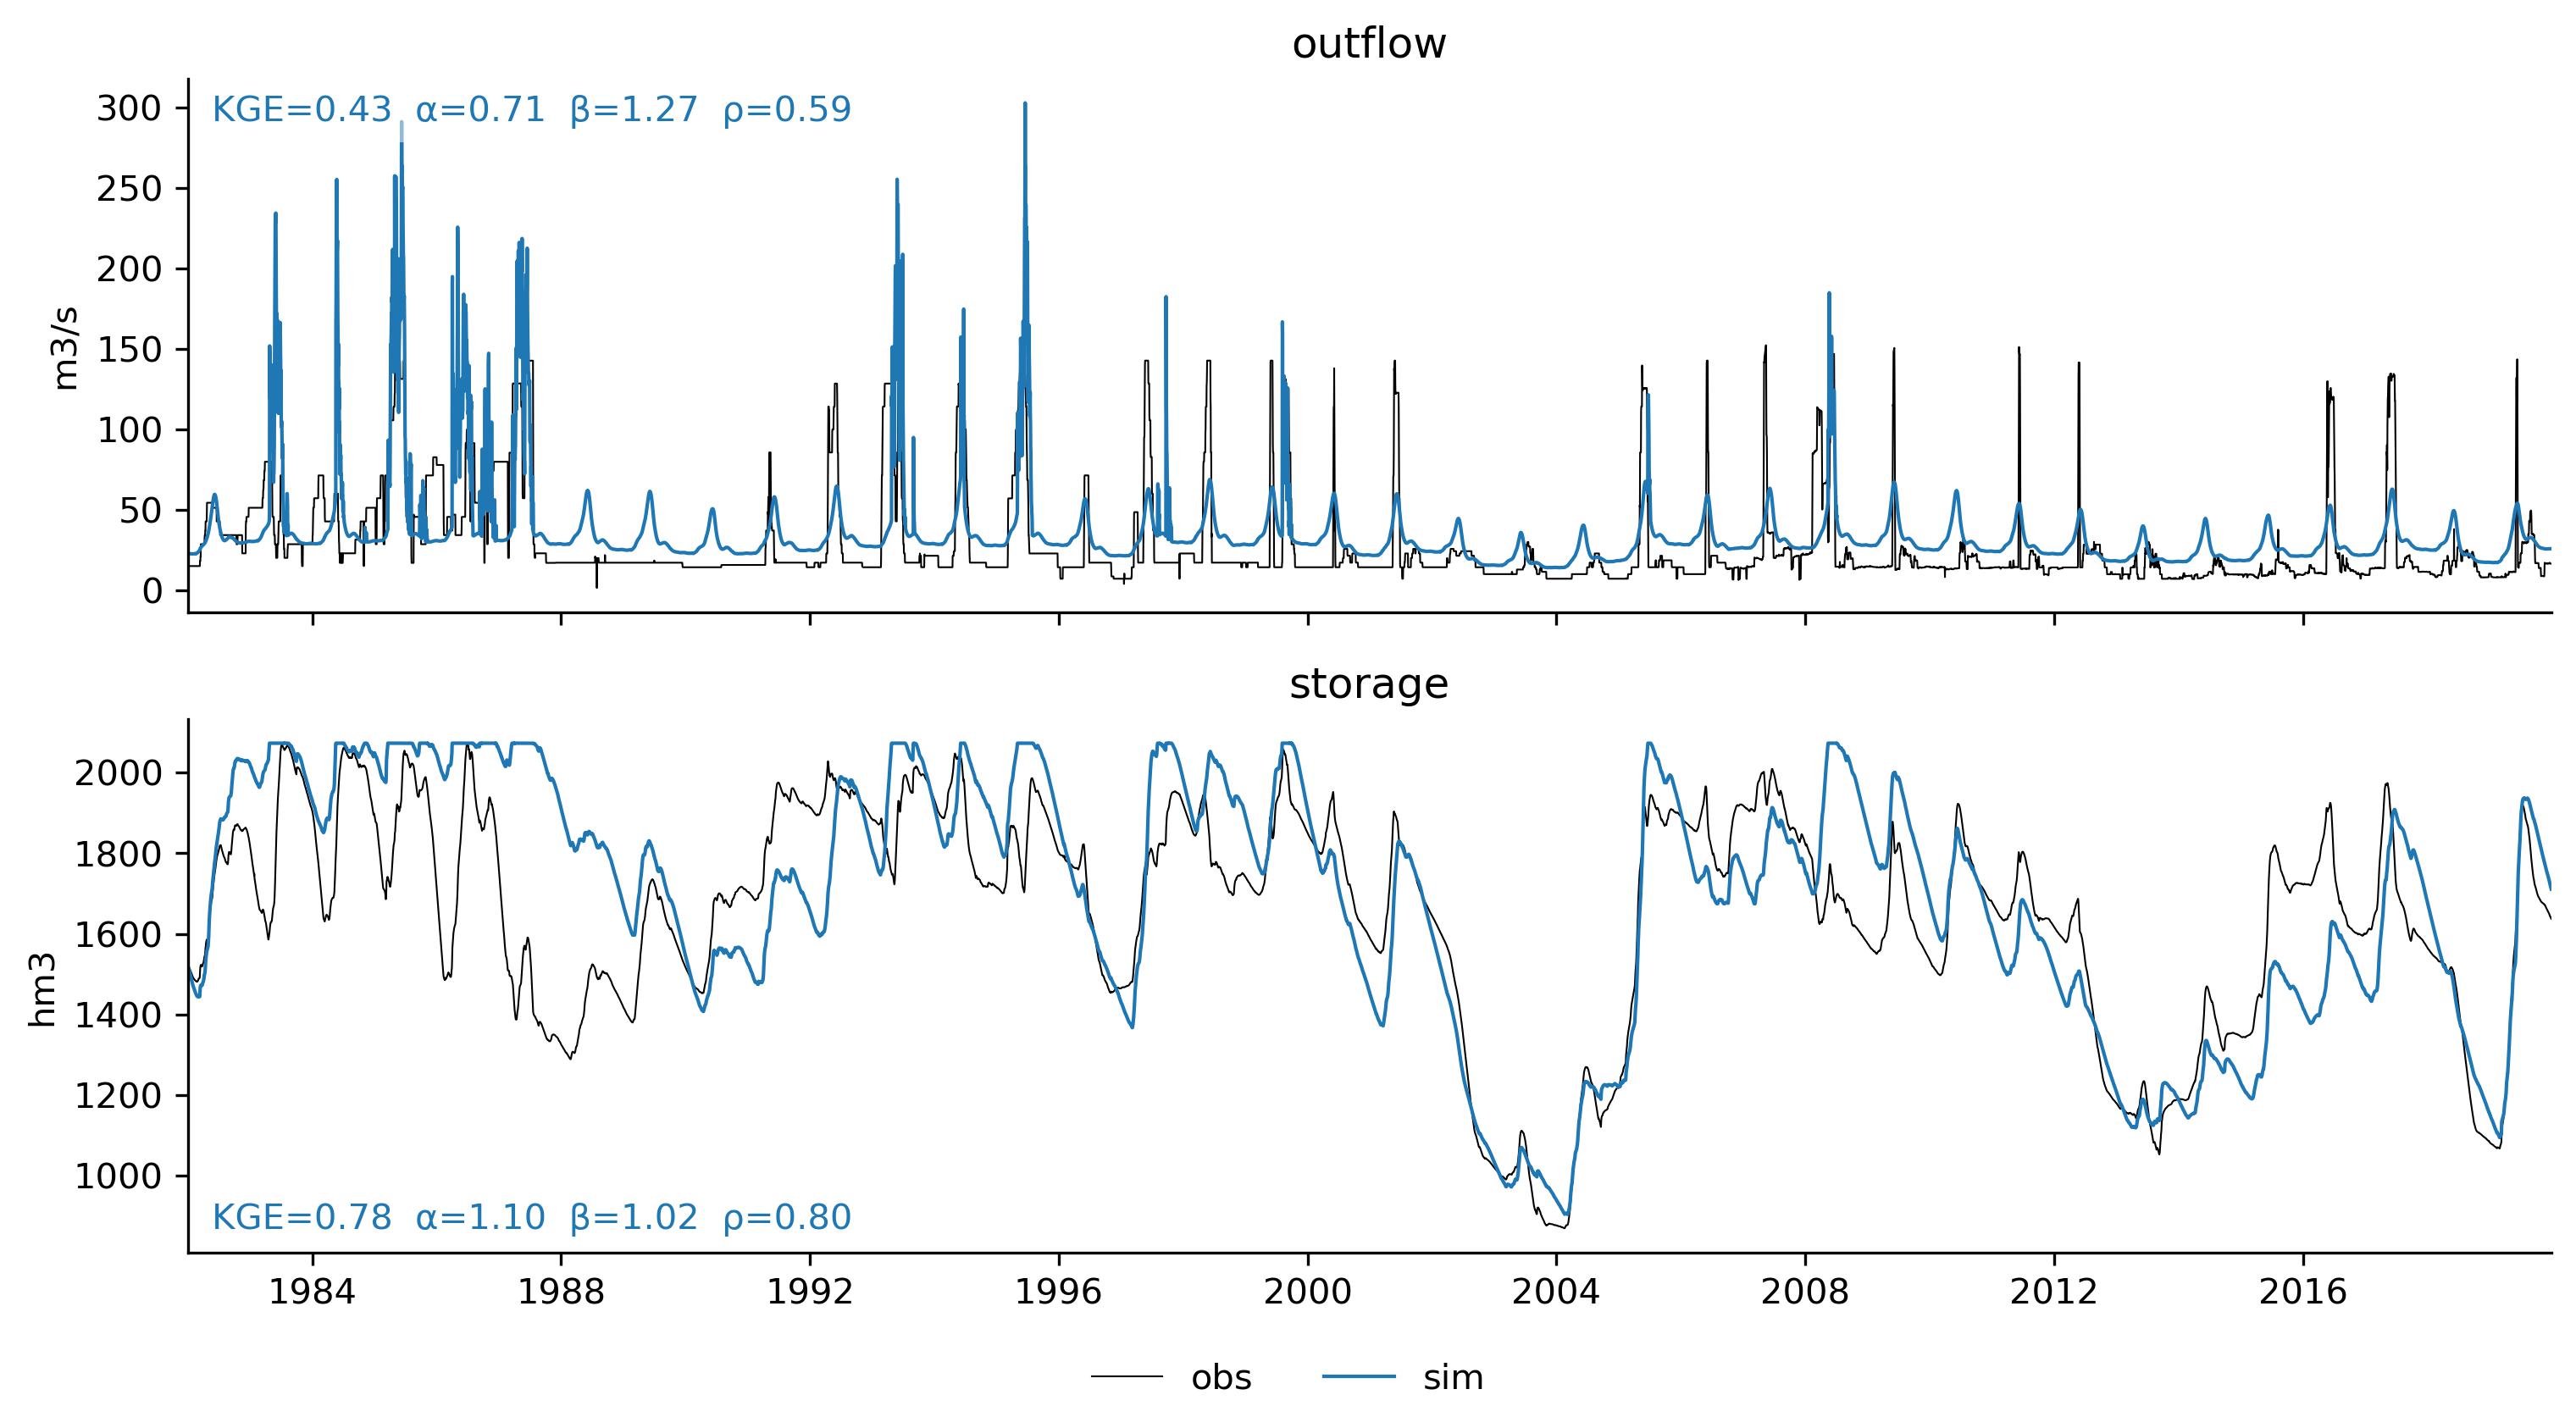 outflow
KGE=0.43 α=0.71 β=1.27 ρ=0.59
300
250
200
150
100
50
0
m3/s
storage
2000
1800
1600
1400
1200
1000
hm3
KGE=0.78 α=1.10 β=1.02 ρ=0.80
1984 1988 1992 1996 2000 2004 2008 2012 2016
obs sim